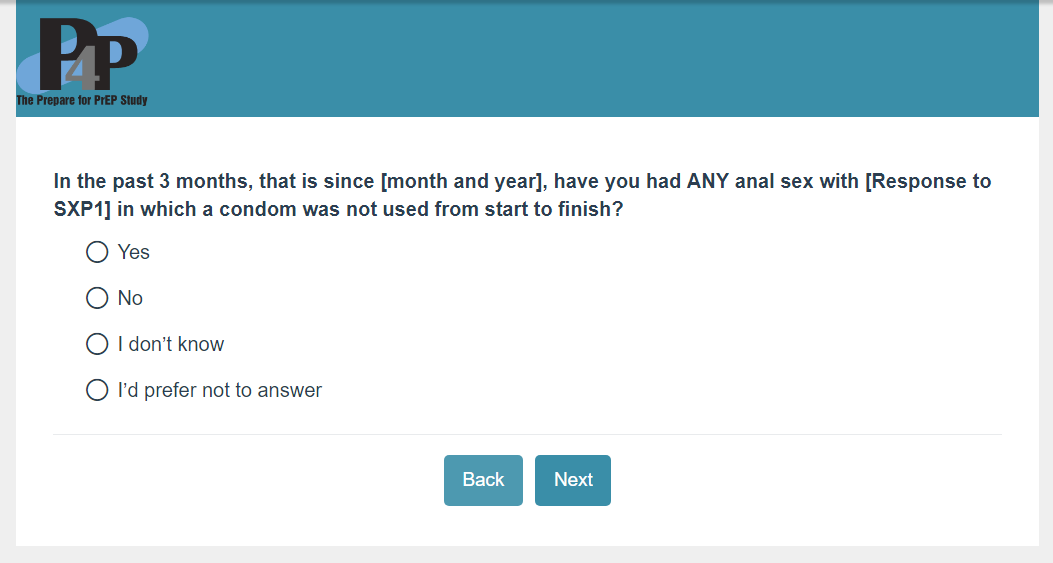 P4P
The Prepare for PrEP Study
In the past 3 months, that is since [month and year], have you had ANY anal sex with [Response to
SXP1] in which a condom was not used from start to finish?
Yes
No
I don’t know
I’d prefer not to answer
Back
Next